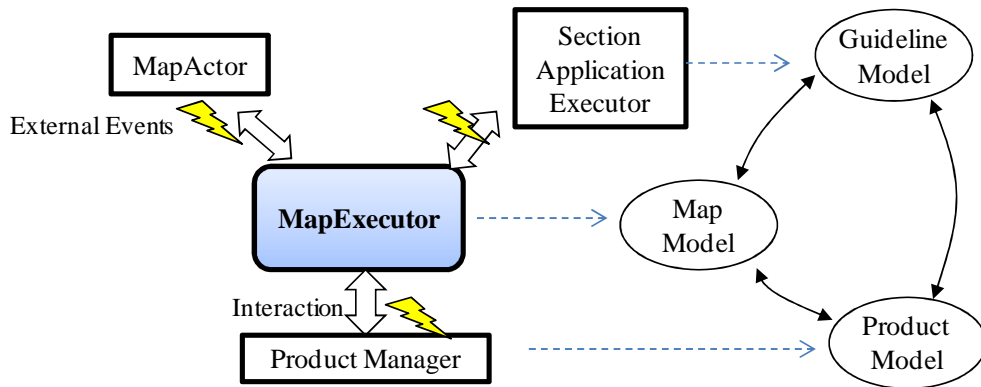 MapActor
External Events
Section
Application
Executor
Guideline
Model
MapExecutor
Map
Model
Interaction
Product Manager
Product
Model